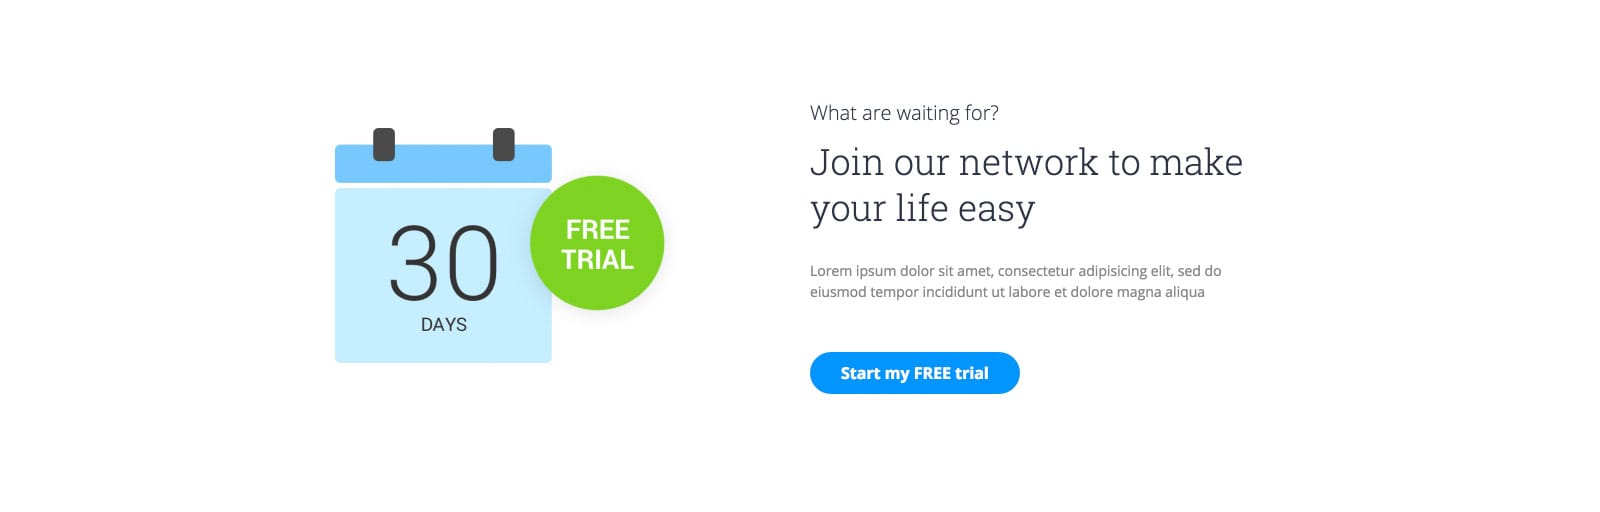 30
DAYS
FREE
TRIAL
What are waiting for?
Join our network to make
your life easy
Lorem ipsum dolor sit amet, consectetur adipisicing elit, sed do
eiusmod tempor incididunt ut labore et dolore magna aliqua
Start my FREE trial